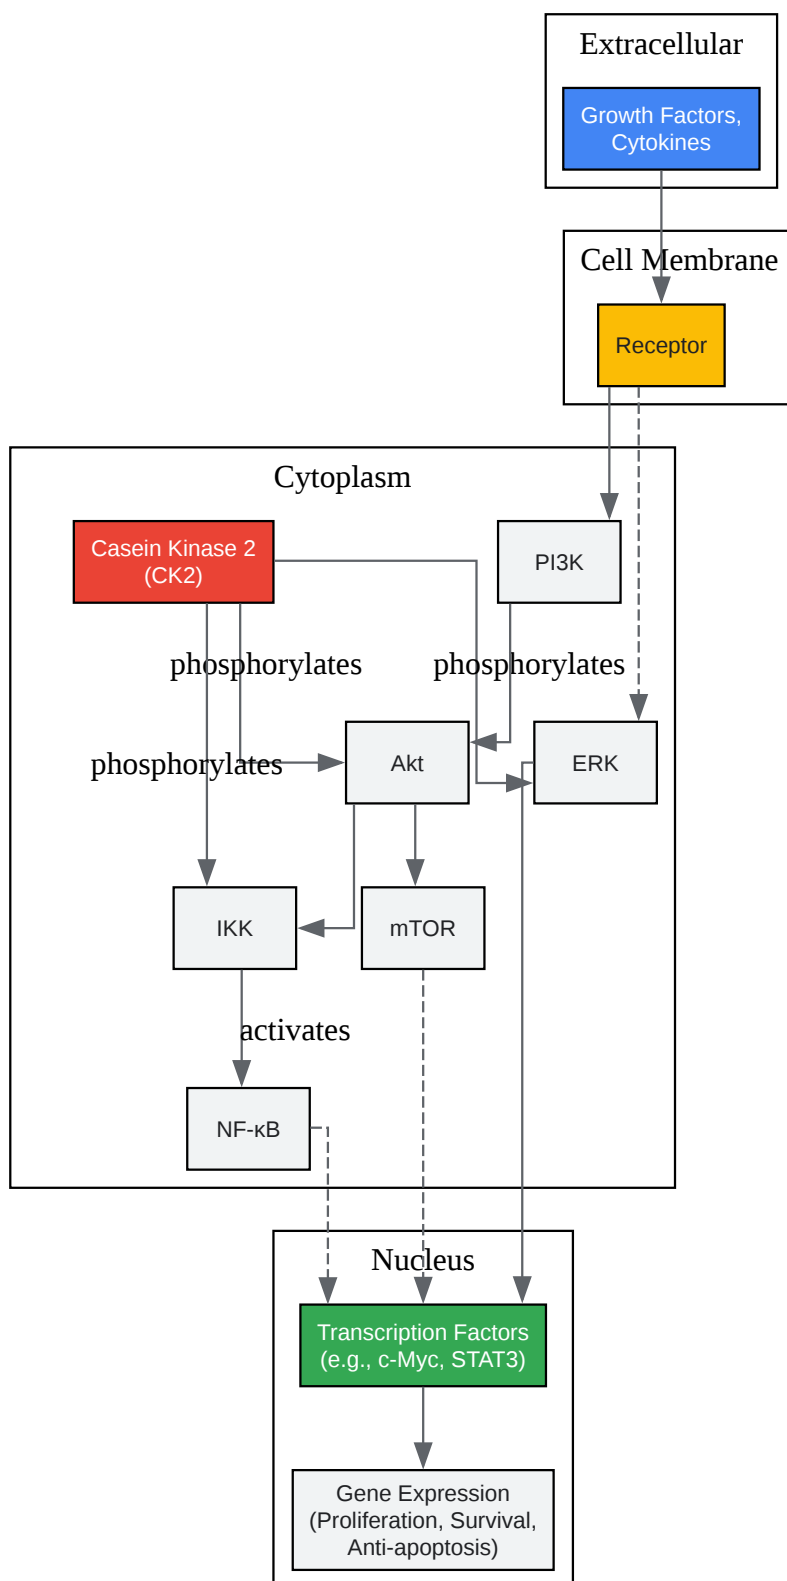 Extracellular
Growth Factors,
Cytokines
Cell Membrane
Receptor
Cytoplasm
Casein Kinase 2
(CK2)
PI3K
phosphorylates
phosphorylates
phosphorylates
Akt
ERK
IKK
mTOR
activates
NF-κB
Nucleus
Transcription Factors
(e.g., c-Myc, STAT3)
Gene Expression
(Proliferation, Survival,
Anti-apoptosis)